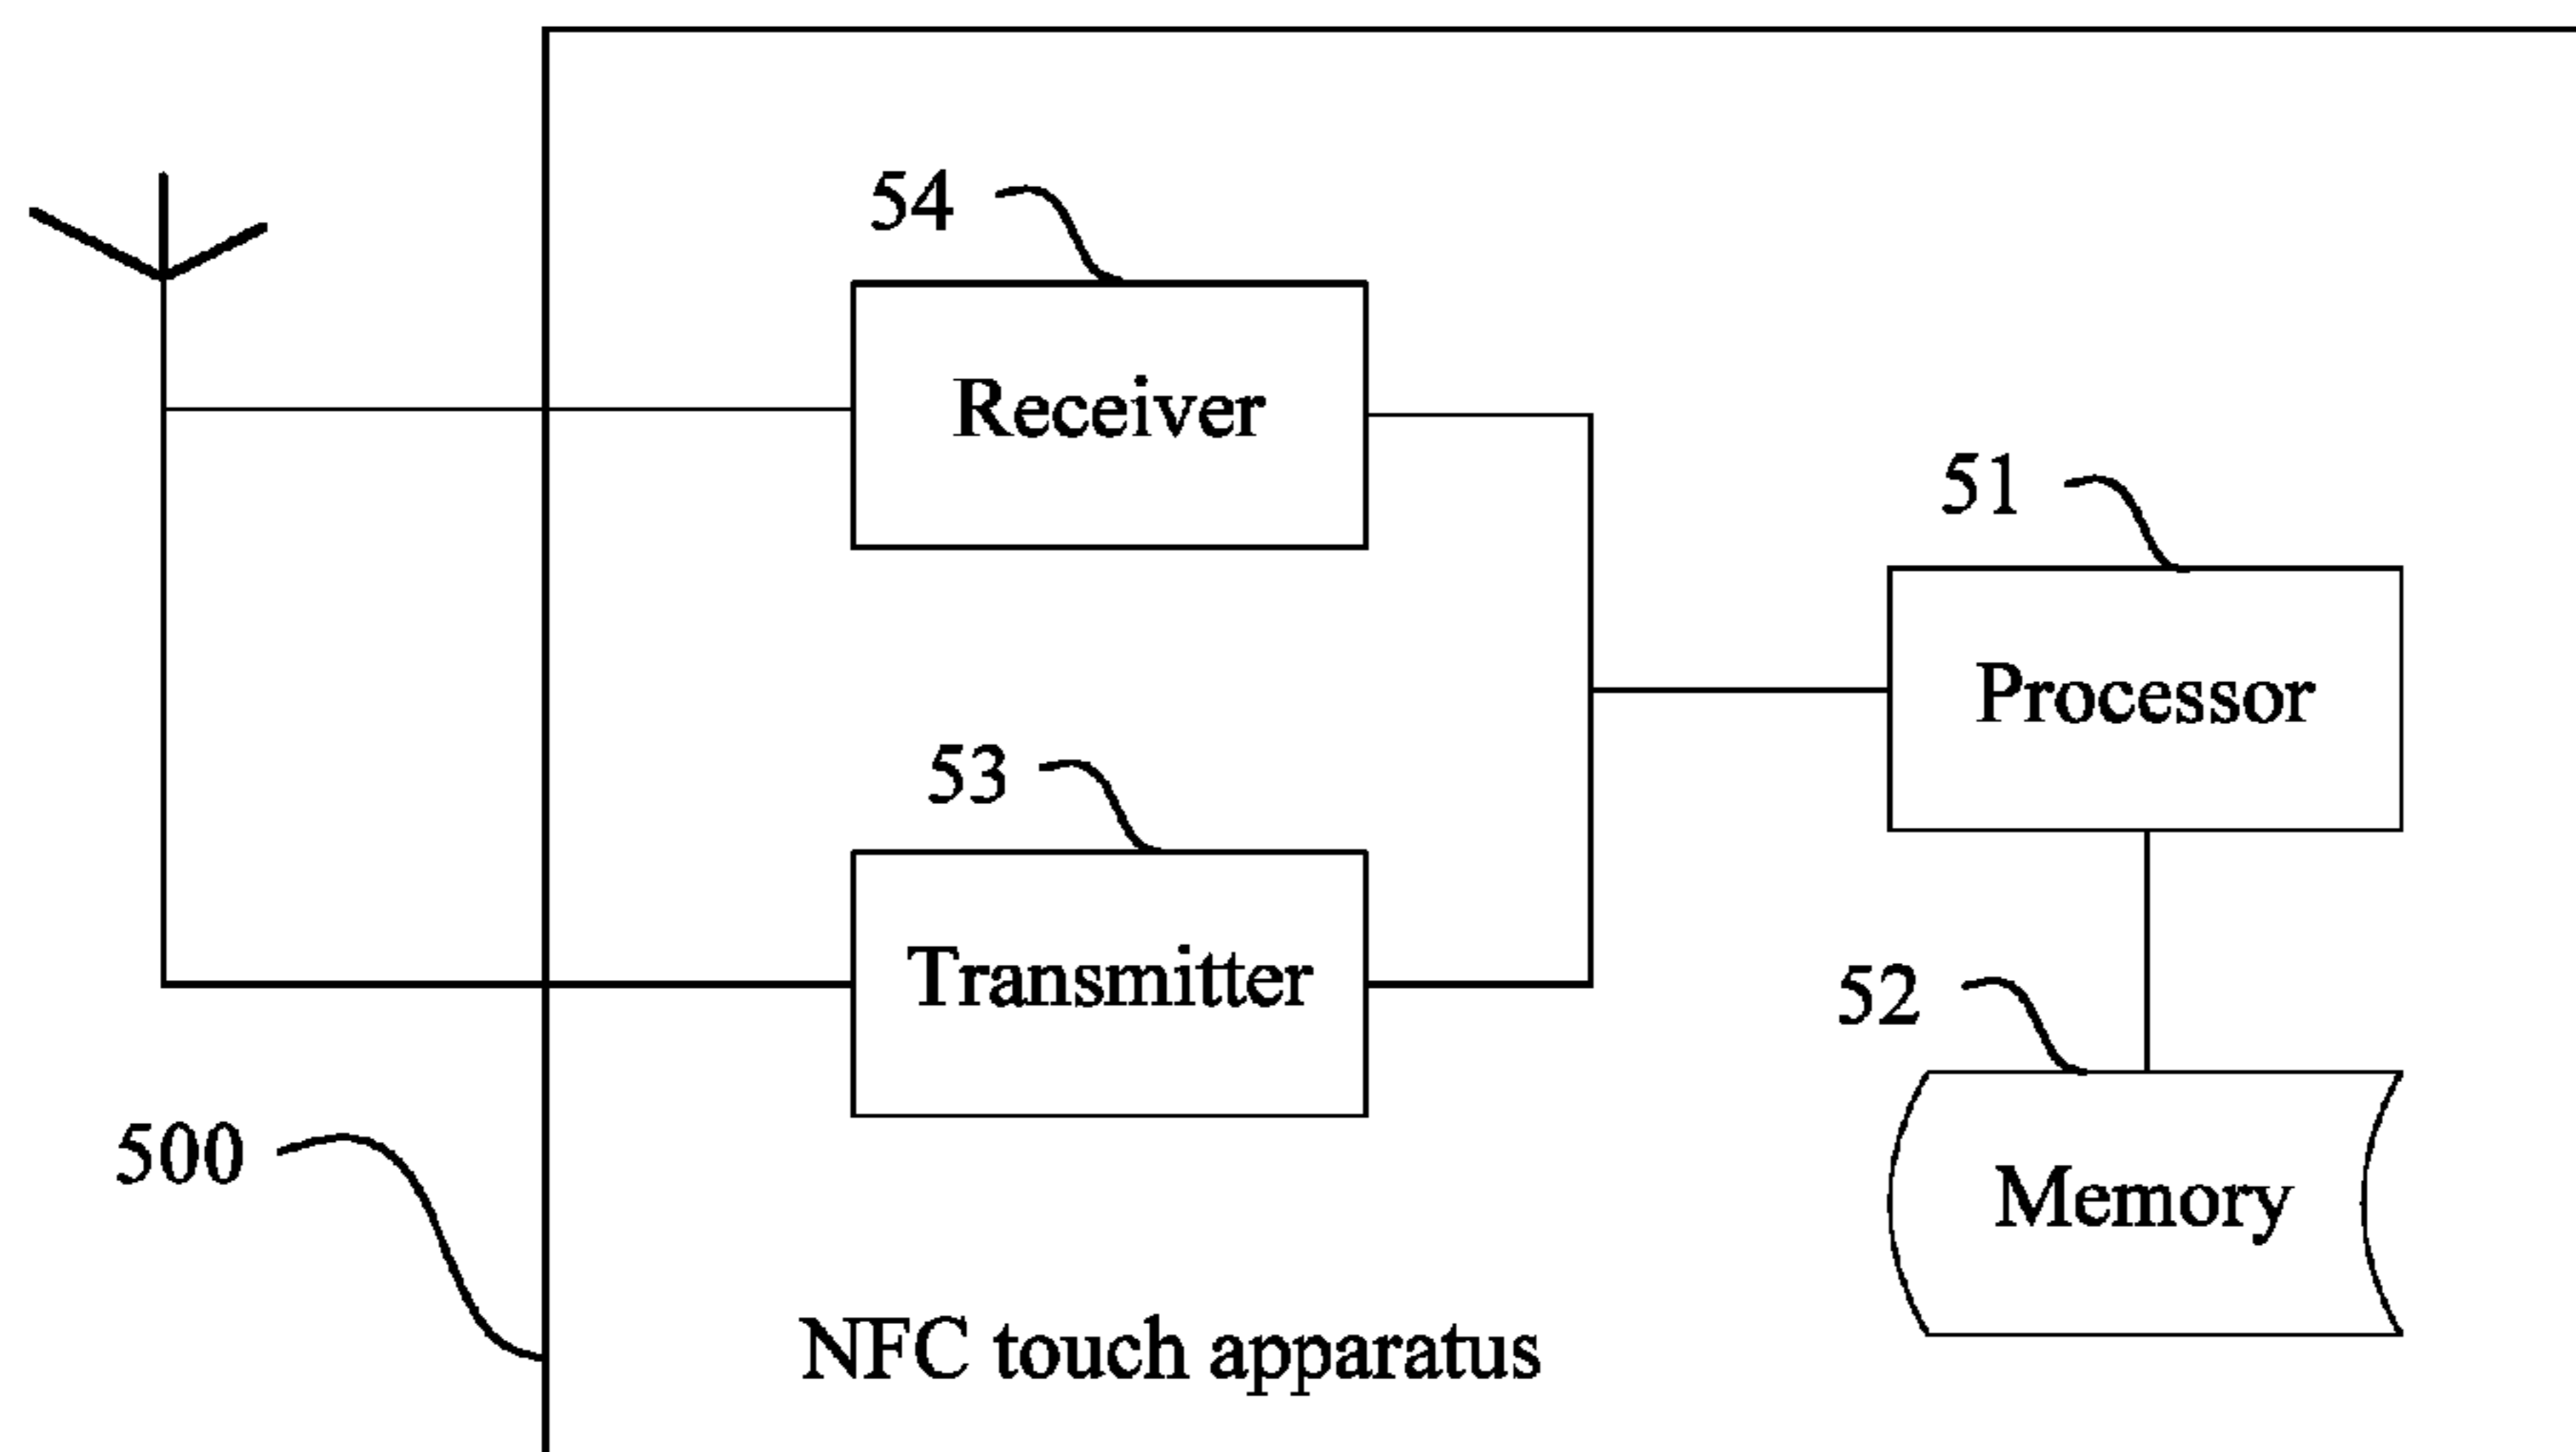 54
Receiver
51
Processor
53
Transmitter
52
500
Memory
NFC touch apparatus